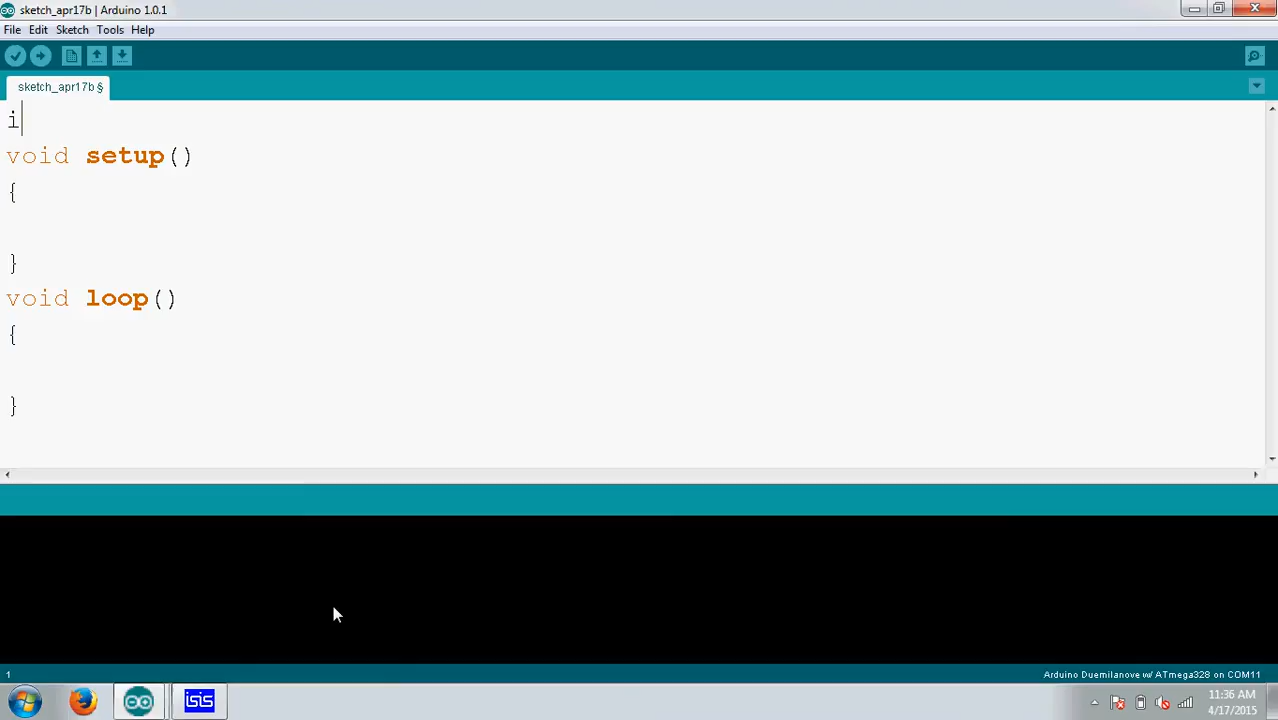 sketch_apr17b | Arduino 1.0.1
File Edit Sketch Tools Help
sketch_apr17b §
i
void setup()
{
}
void loop()
{
}
1
Arduino Duemilanove w/ ATmega328 on COM11
isis
11:36 AM
4/17/2015